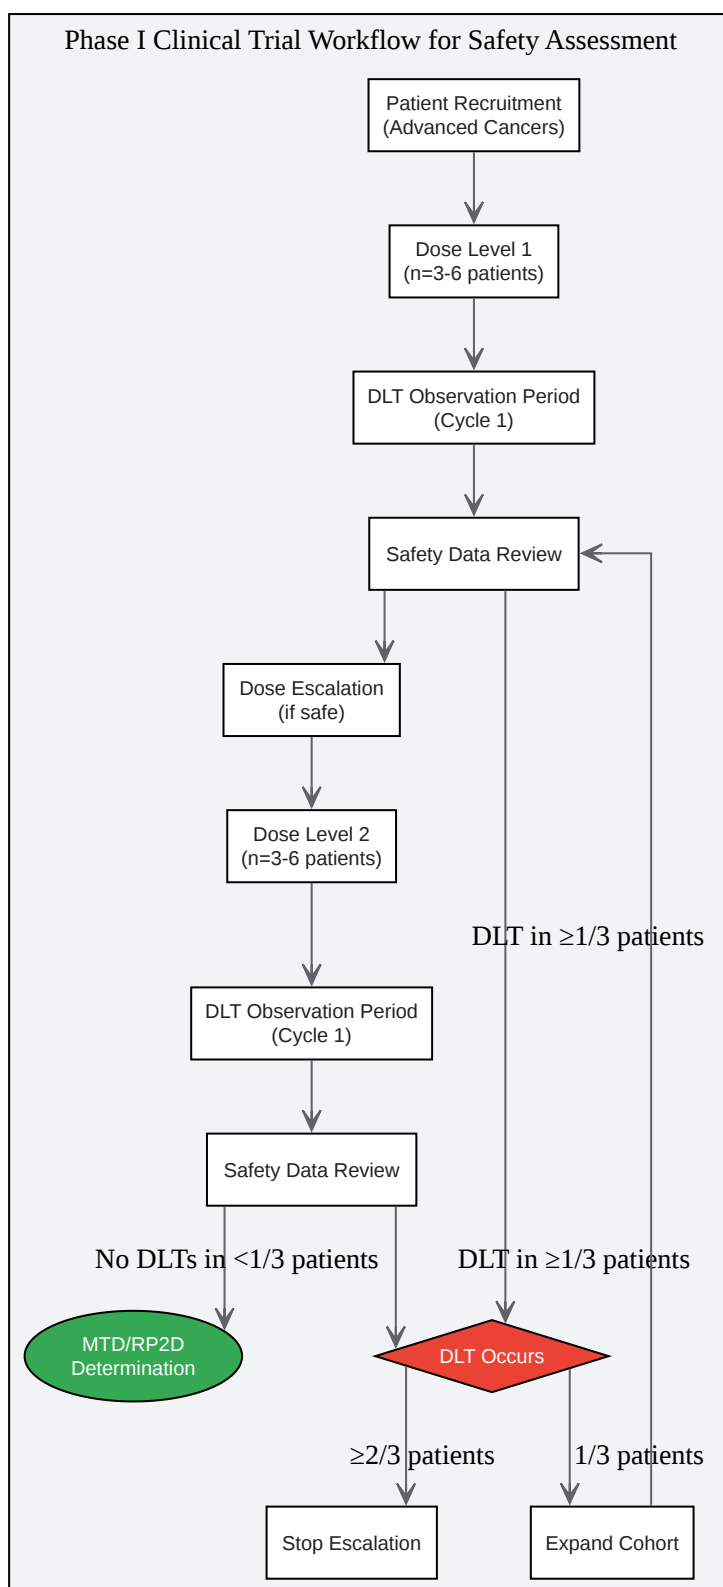 Phase I Clinical Trial Workflow for Safety Assessment
Patient Recruitment
(Advanced Cancers)
Dose Level 1
(n=3-6 patients)
DLT Observation Period
(Cycle 1)
Safety Data Review
Dose Escalation
(if safe)
Dose Level 2
(n=3-6 patients)
DLT in ≥1/3 patients
DLT Observation Period
(Cycle 1)
Safety Data Review
No DLTs in <1/3 patients
DLT in ≥1/3 patients
MTD/RP2D
Determination
DLT Occurs
≥2/3 patients
1/3 patients
Stop Escalation
Expand Cohort